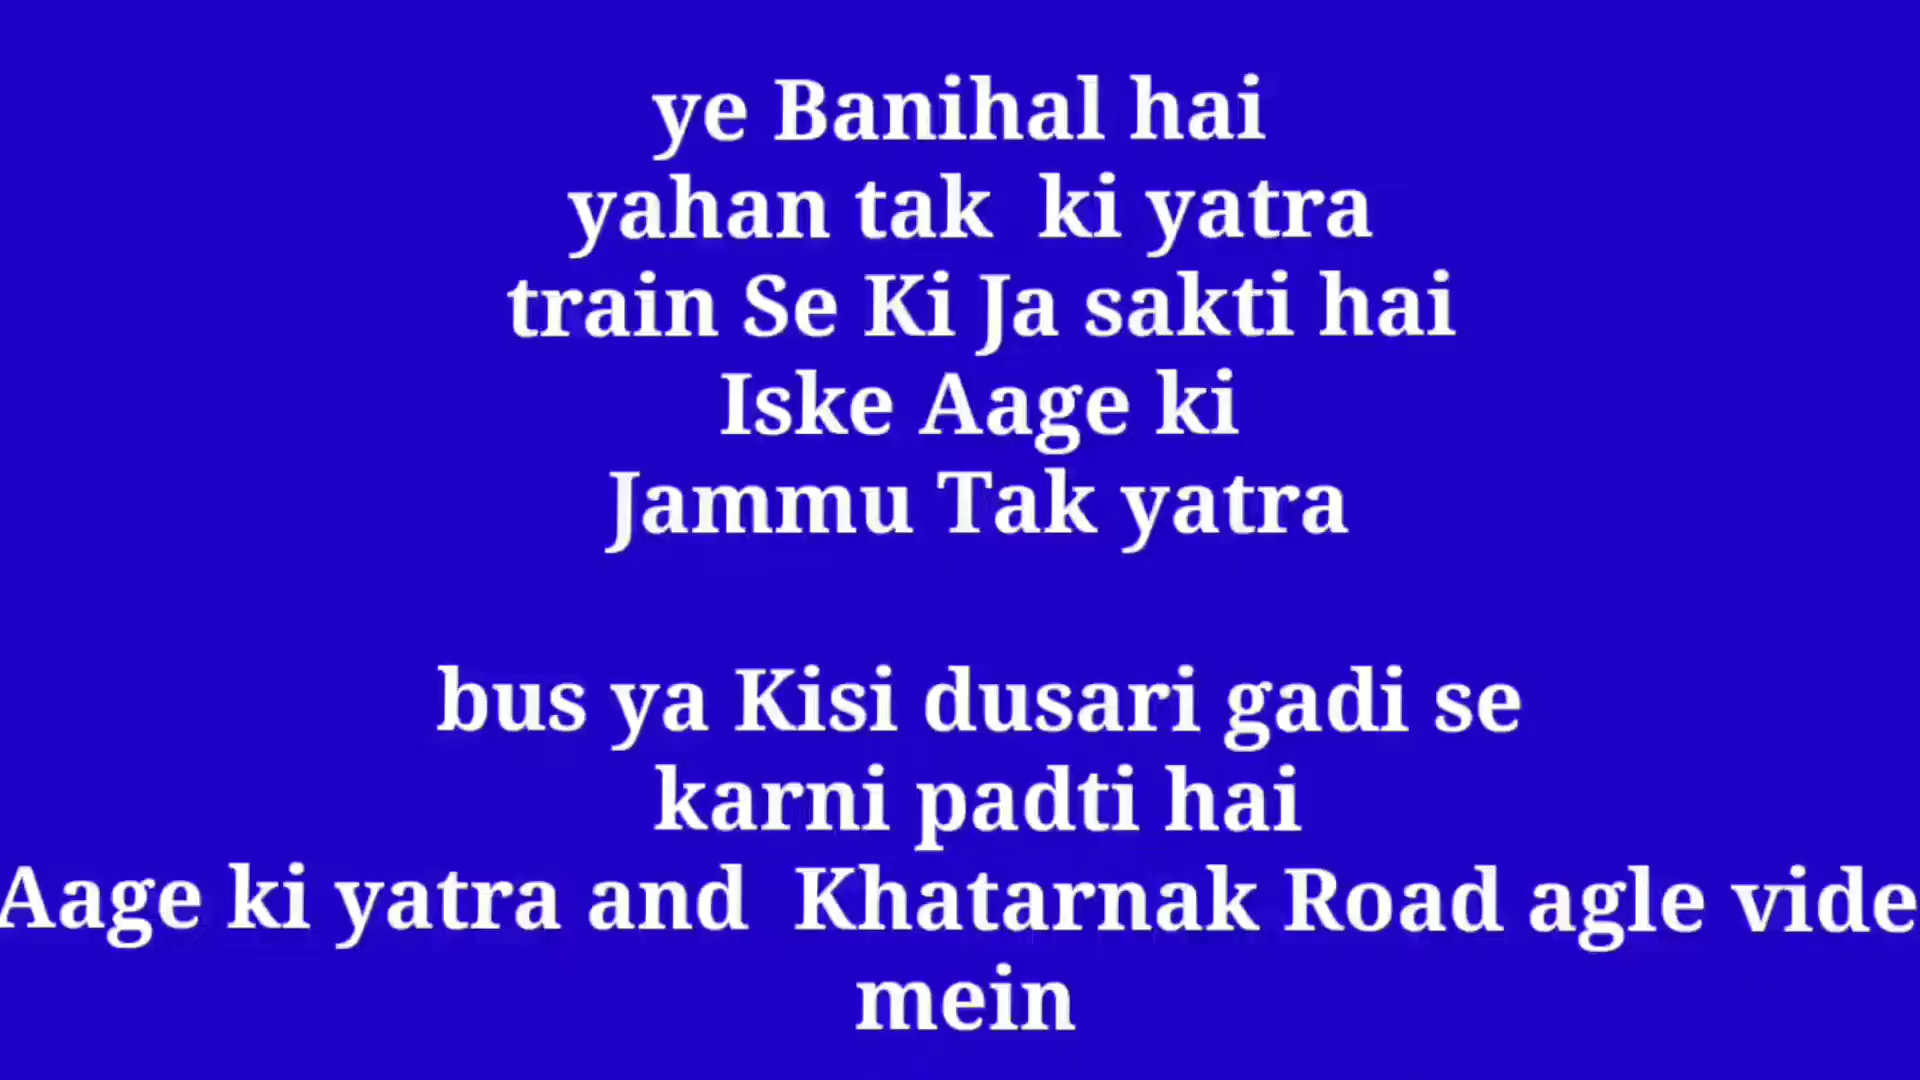 ye Banihal hai
yahan tak ki yatra
train Se Ki Ja sakti hai
Iske Aage ki
Jammu Tak yatra
bus ya Kisi dusari gadi se
karni padti hai
Aage ki yatra and Khatarnak Road agle vide
mein